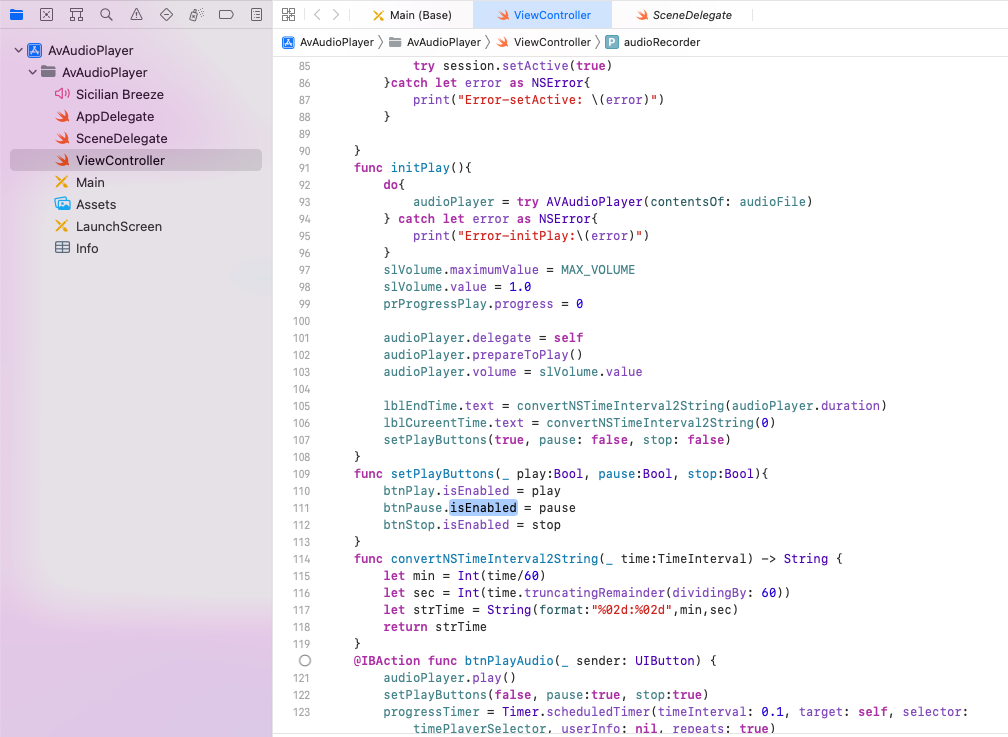 Main (Base)
ViewController
SceneDelegate
AvAudioPlayer
AvAudioPlayer
Sicilian Breeze
AppDelegate
SceneDelegate
ViewController
Main
Assets
LaunchScreen
Info
AvAudioPlayer
AvAudioPlayer
ViewController
P audioRecorder
85 try session.setActive(true)
86 }catch let error as NSError{
87 print("Error-setActive: \(error)")
88 }
89
90 }
91 func initPlay(){
92 do{
93 audioPlayer = try AVAudioPlayer(contentsOf: audioFile)
94 } catch let error as NSError{
95 print("Error-initPlay:\(error)")
96 }
97 slVolume.maximumValue = MAX_VOLUME
98 slVolume.value = 1.0
99 prProgressPlay.progress = 0
100
101 audioPlayer.delegate = self
102 audioPlayer.prepareToPlay()
103 audioPlayer.volume = slVolume.value
104
105 lblEndTime.text = convertNSTimeInterval2String(audioPlayer.duration)
106 lblCureentTime.text = convertNSTimeInterval2String(0)
107 setPlayButtons(true, pause: false, stop: false)
108 }
109 func setPlayButtons(_ play:Bool, pause:Bool, stop:Bool){
110 btnPlay.isEnabled = play
111 btnPause.isEnabled = pause
112 btnStop.isEnabled = stop
113 }
114 func convertNSTimeInterval2String(_ time:TimeInterval) -> String {
115 let min = Int(time/60)
116 let sec = Int(time.truncatingRemainder(dividingBy: 60))
117 let strTime = String(format:"%02d:%02d",min,sec)
118 return strTime
119 }
@IBAction func btnPlayAudio(_ sender: UIButton) {
121 audioPlayer.play()
122 setPlayButtons(false, pause:true, stop:true)
123 progressTimer = Timer.scheduledTimer(timeInterval: 0.1, target: self, selector:
timePlayerSelector, userInfo: nil, repeats: true)